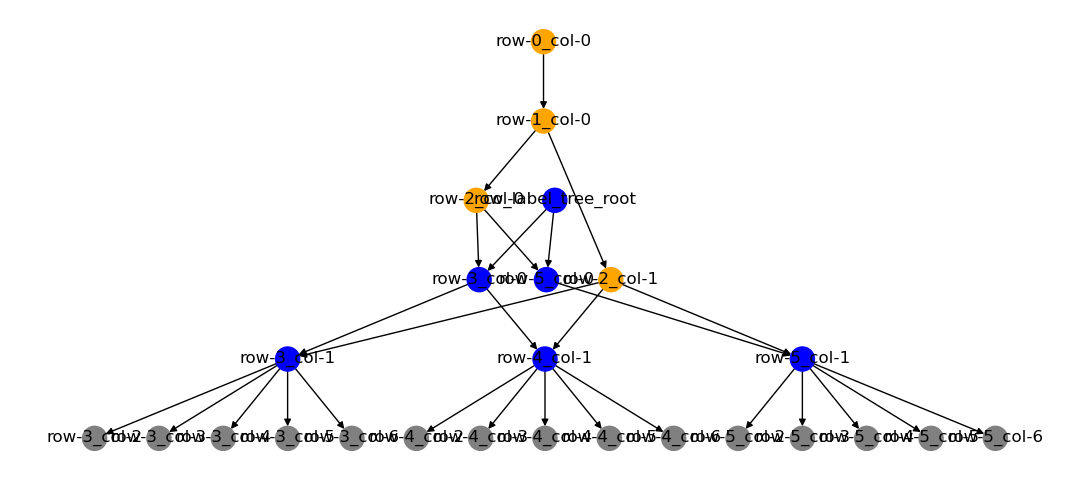 row-0_col-0
row-1_col-0
row-2_col-0 row_label_tree_root
row-3_col-0 row-5_col-0 row-2_col-1
row-3_col-1 row-4_col-1 row-5_col-1
row-3_col-2 row-3_col-3 row-3_col-4 row-3_col-5 row-3_col-6 row-4_col-2 row-4_col-3 row-4_col-4 row-4_col-5 row-4_col-6 row-5_col-2 row-5_col-3 row-5_col-4 row-5_col-5 row-5_col-6